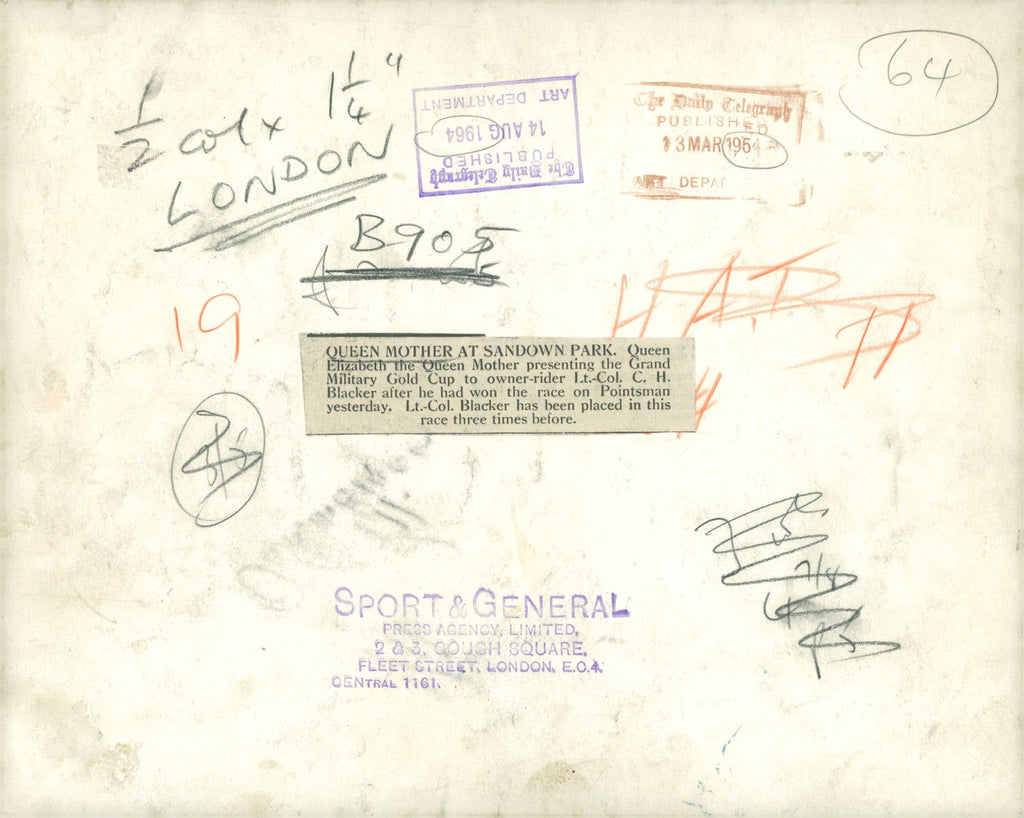 64
1/2 col x 1 1/4"
LONDON
The Daily Telegraph
PUBLISHED
14 AUG 1964
ART DEPARTMENT
The Daily Telegraph
PUBLISHED
13 MAR 1954
ART DEPAR
B905
19.
QUEEN MOTHER AT SANDOWN PARK. Queen
Elizabeth the Queen Mother presenting the Grand
Military Gold Cup to owner-rider Lt.-Col. C. H.
Blacker after he had won the race on Pointsman
yesterday. Lt.-Col. Blacker has been placed in this
race three times before.
SPORT & GENERAL
PRESS AGENCY, LIMITED,
2 & 3, GOUGH SQUARE,
FLEET STREET, LONDON, E.C.4.
CENTRAL 1161.